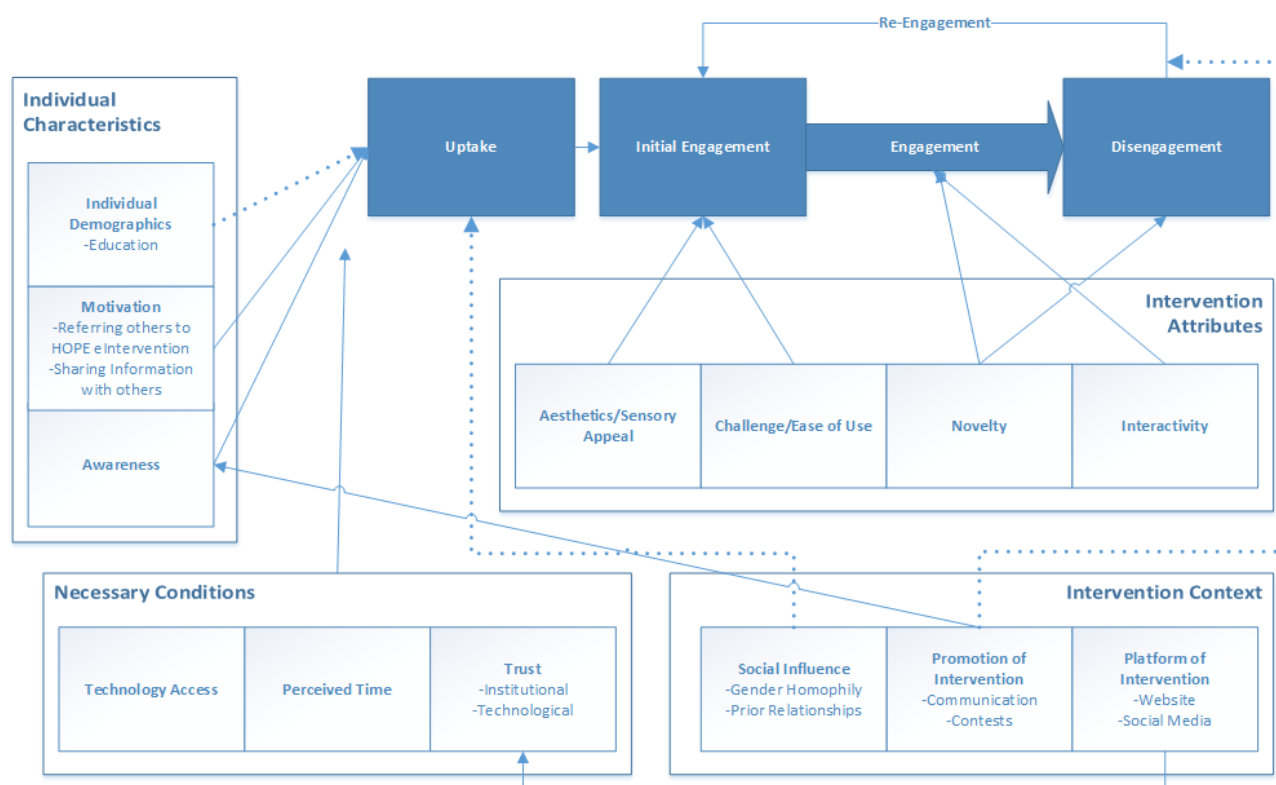 Re-Engagement
Individual
Characteristics
Uptake
Initial Engagement
Engagement
Disengagement
Individual
Demographics
-Education
Motivation
-Referring others to
HOPE eIntervention
-Sharing Information
with others
Awareness
Intervention
Attributes
Aesthetics/Sensory
Appeal
Challenge/Ease of Use
Novelty
Interactivity
Necessary Conditions
Technology Access
Perceived Time
Trust
-Institutional
-Technological
Intervention Context
Social Influence
-Gender Homophily
-Prior Relationships
Promotion of
Intervention
-Communication
-Contests
Platform of
Intervention
-Website
-Social Media